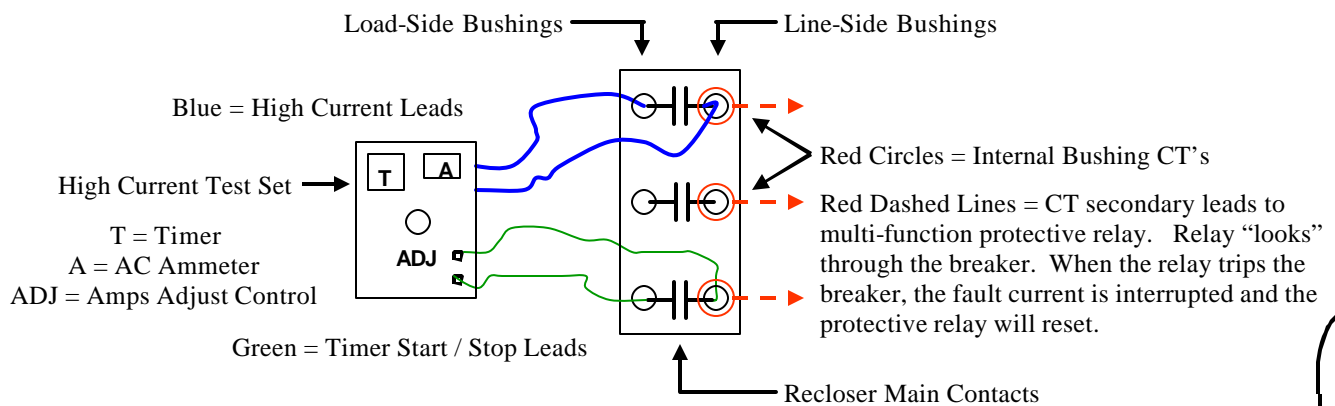 Load-Side Bushings
Line-Side Bushings
Blue = High Current Leads
High Current Test Set
T = Timer
A = AC Ammeter
ADJ = Amps Adjust Control
T
A
ADJ
Green = Timer Start / Stop Leads
Red Circles = Internal Bushing CT's
Red Dashed Lines = CT secondary leads to
multi-function protective relay. Relay “looks”
through the breaker. When the relay trips the
breaker, the fault current is interrupted and the
protective relay will reset.
Recloser Main Contacts